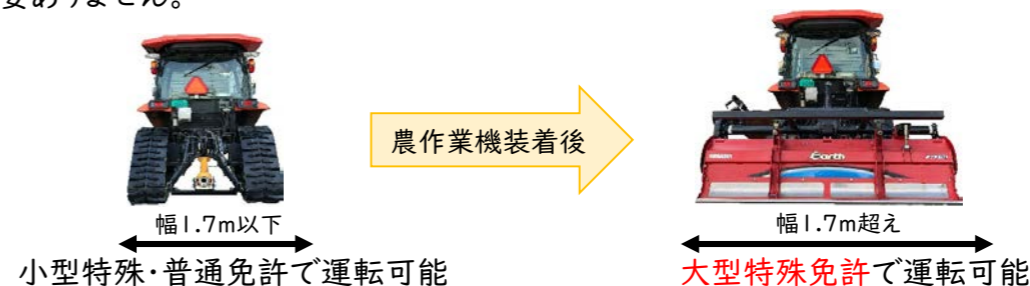 要ありません。
農作業機装着後
Earth
幅1.7m以下
幅1.7m超え
小型特殊・普通免許で運転可能
大型特殊免許で運転可能